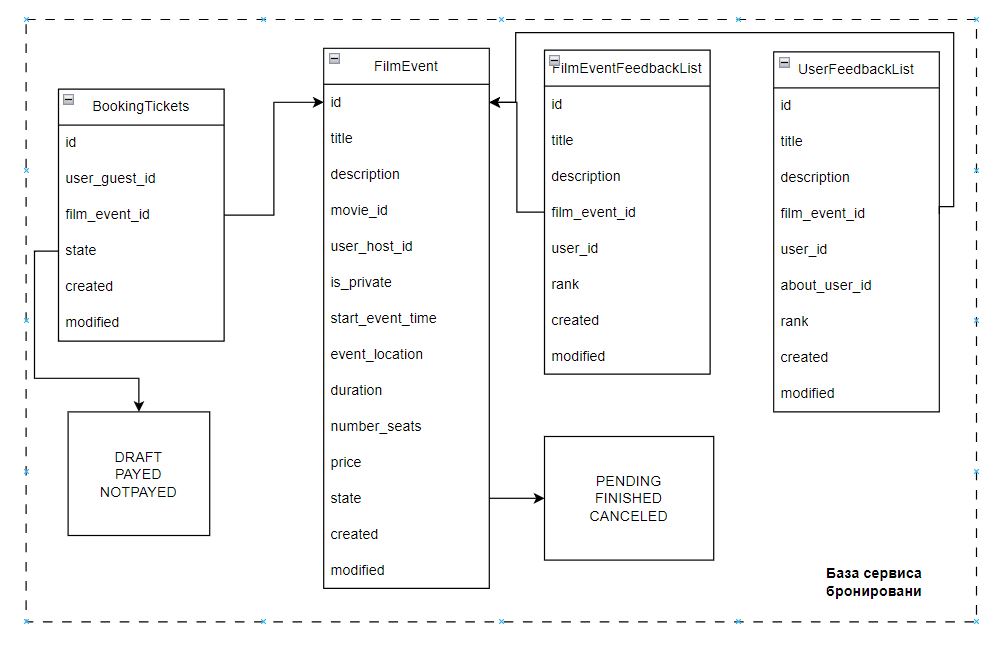 BookingTickets
id
user_guest_id
film_event_id
state
created
modified
DRAFT
PAYED
NOTPAYED
FilmEvent
id
title
description
movie_id
user_host_id
is_private
start_event_time
event_location
duration
number_seats
price
state
created
modified
FilmEventFeedbackList
id
title
description
film_event_id
user_id
rank
created
modified
PENDING
FINISHED
CANCELED
UserFeedbackList
id
title
description
film_event_id
user_id
about_user_id
rank
created
modified
База сервиса
бронировани